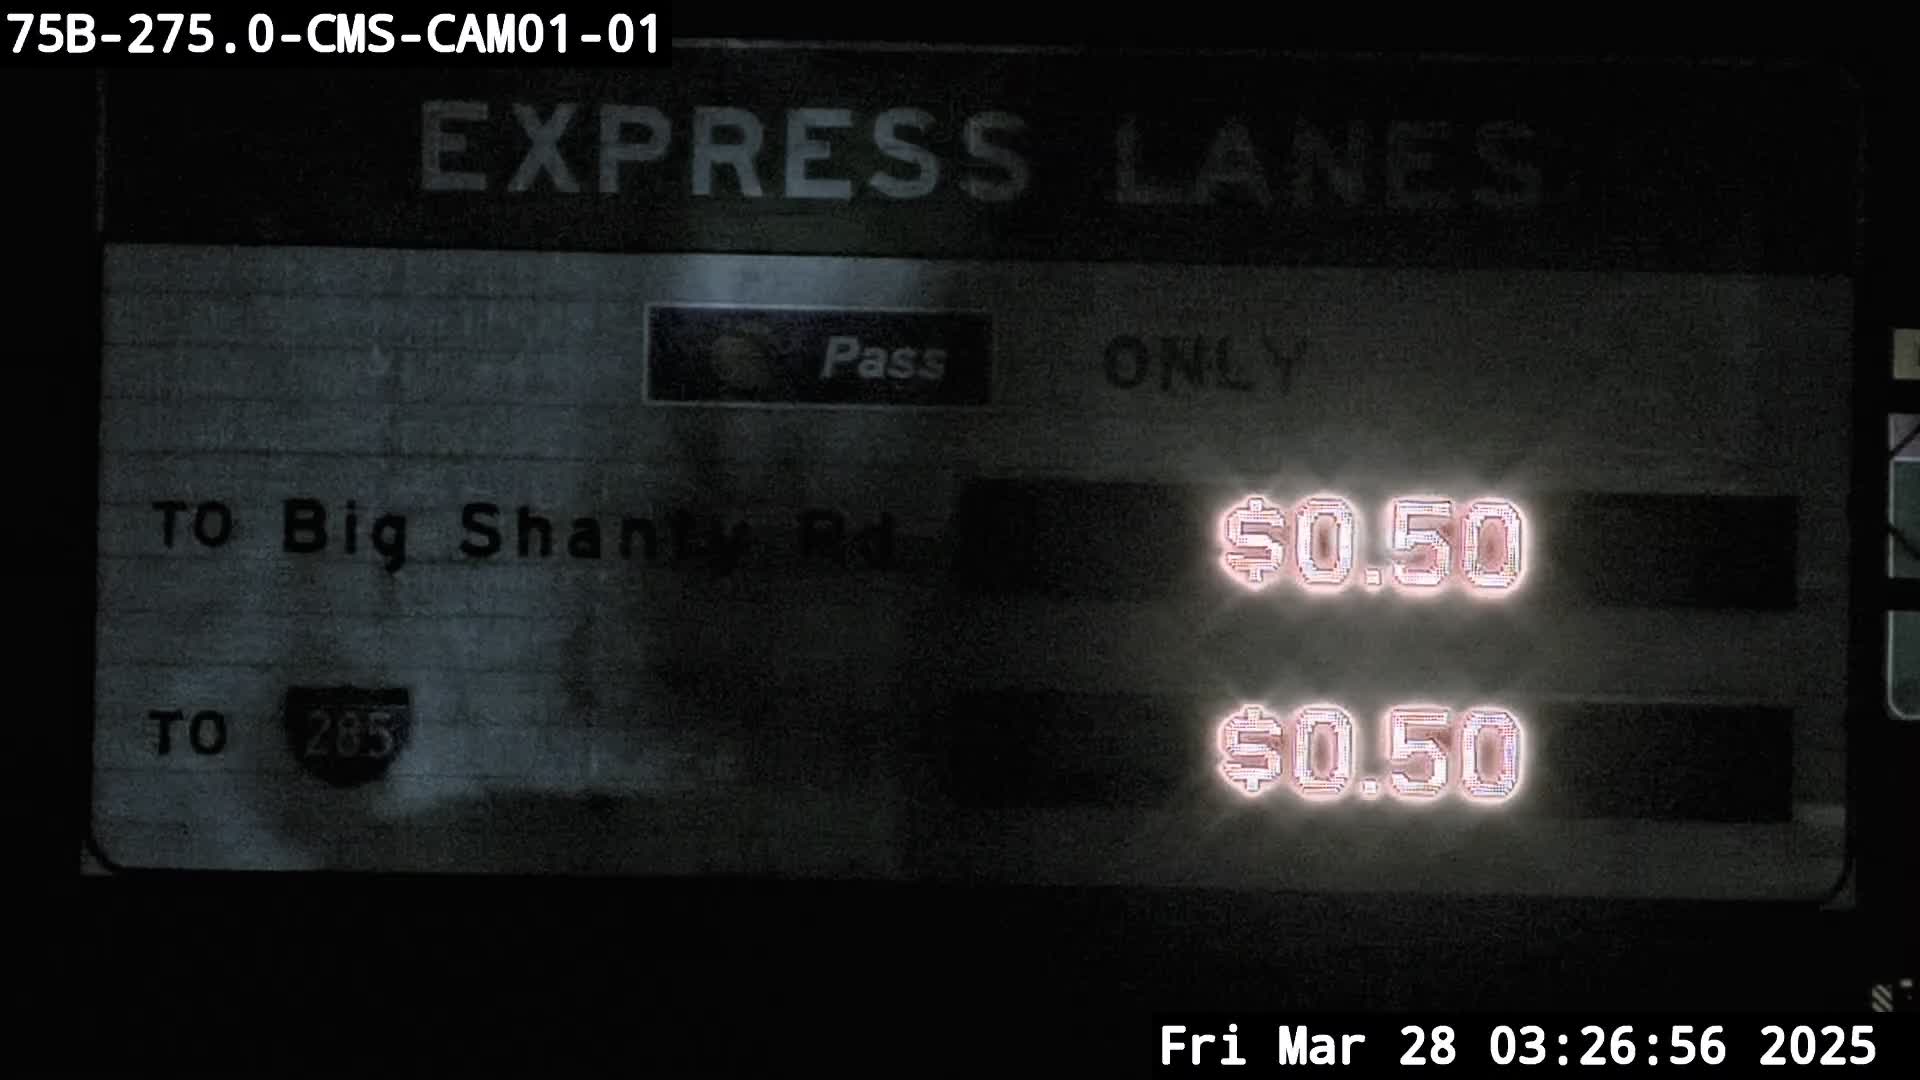 75B-275.0-CMS-CAM01-01
EXPRESS LANES
Pass ONLY
TO Big Shanty Rd $0.50
TO 285 $0.50
Fri Mar 28 03:26:56 2025